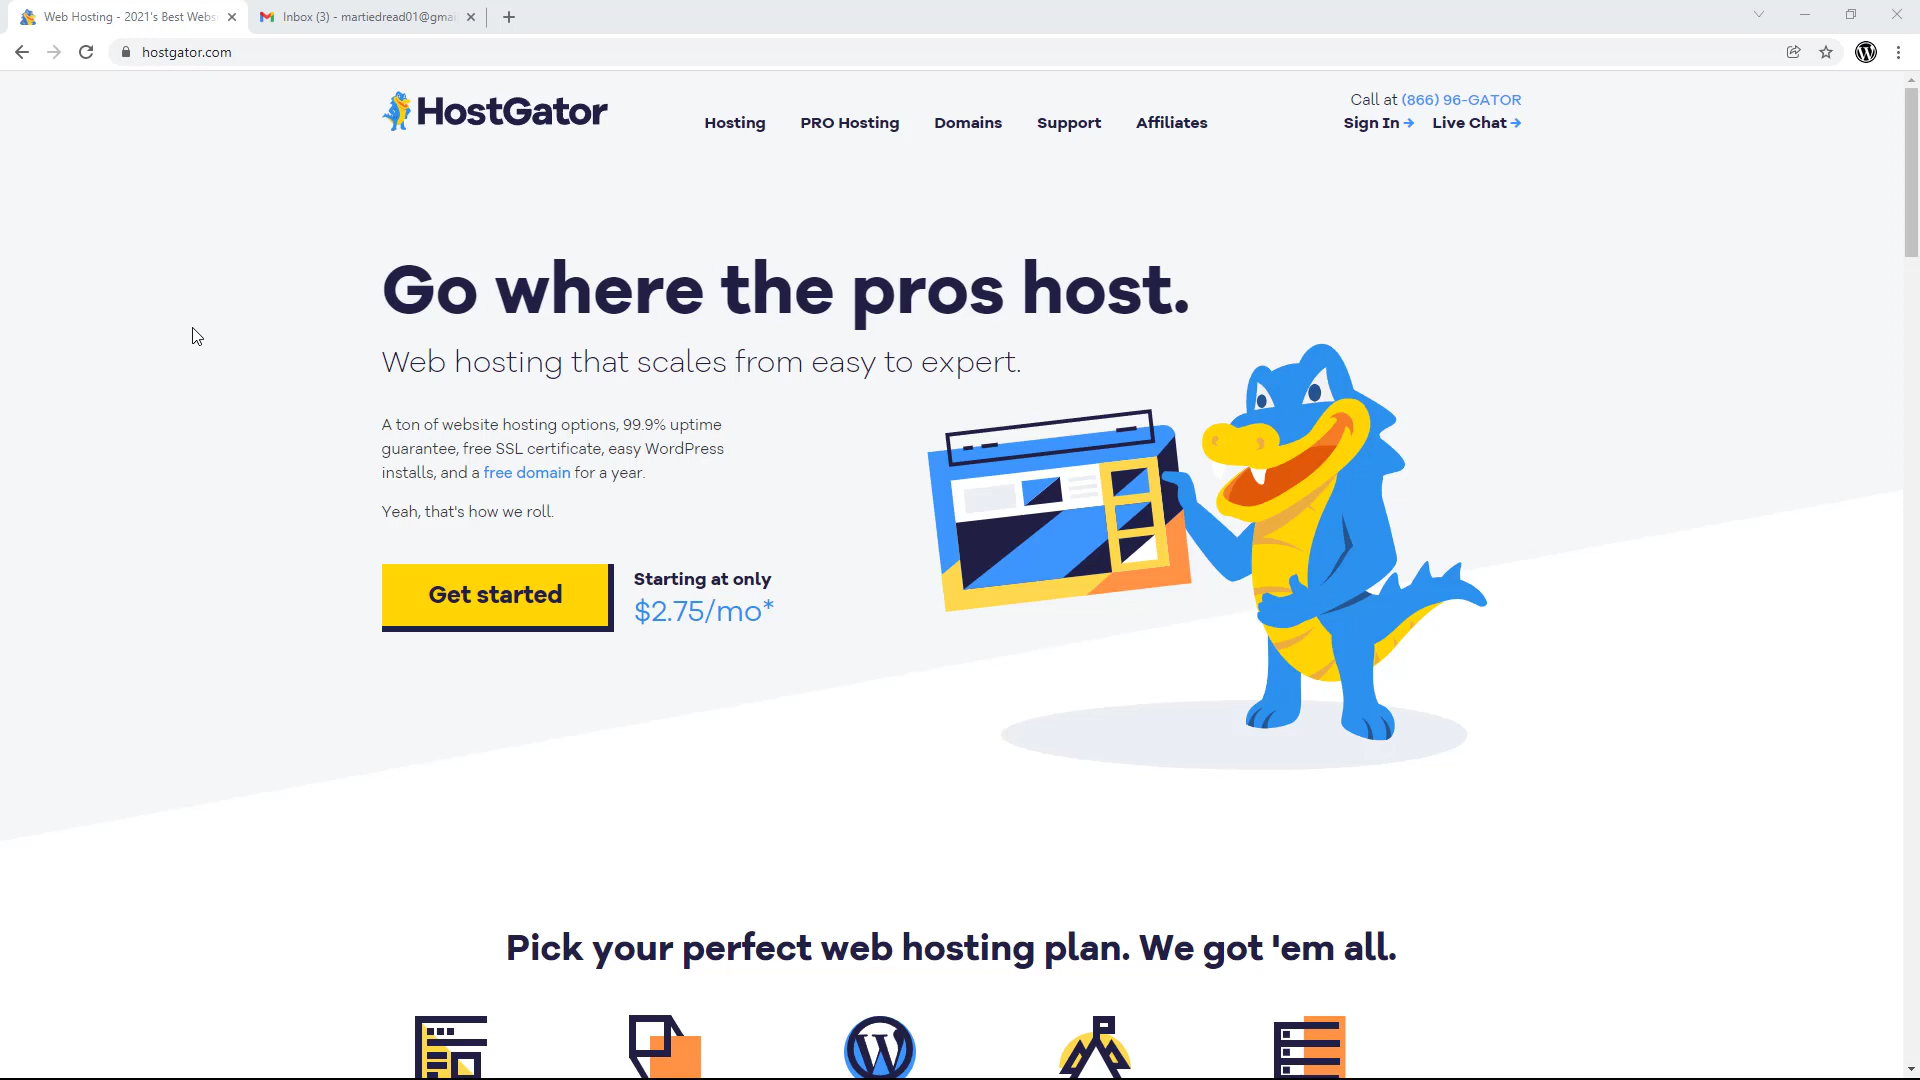 Web Hosting - 2021's Best Webs
Inbox (3) - martiedread01@gmai
hostgator.com
HostGator
Hosting
PRO Hosting
Domains
Support
Affiliates
Call at (866) 96-GATOR
Sign In
Live Chat
Go where the pros host.
Web hosting that scales from easy to expert.
A ton of website hosting options, 99.9% uptime
guarantee, free SSL certificate, easy WordPress
installs, and a free domain for a year.
Yeah, that's how we roll.
Get started
Starting at only
$2.75/mo*
Pick your perfect web hosting plan. We got 'em all.